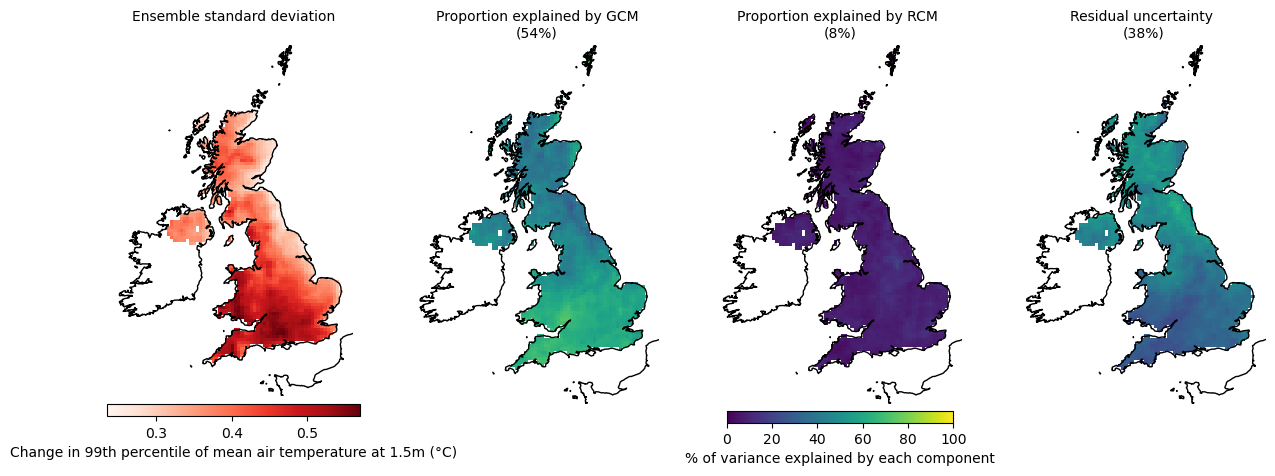 Ensemble standard deviation
Proportion explained by GCM
(54%)
Proportion explained by RCM
(8%)
Residual uncertainty
(38%)
0.3 0.4 0.5
Change in 99th percentile of mean air temperature at 1.5m (°C)
0 20 40 60 80 100
% of variance explained by each component